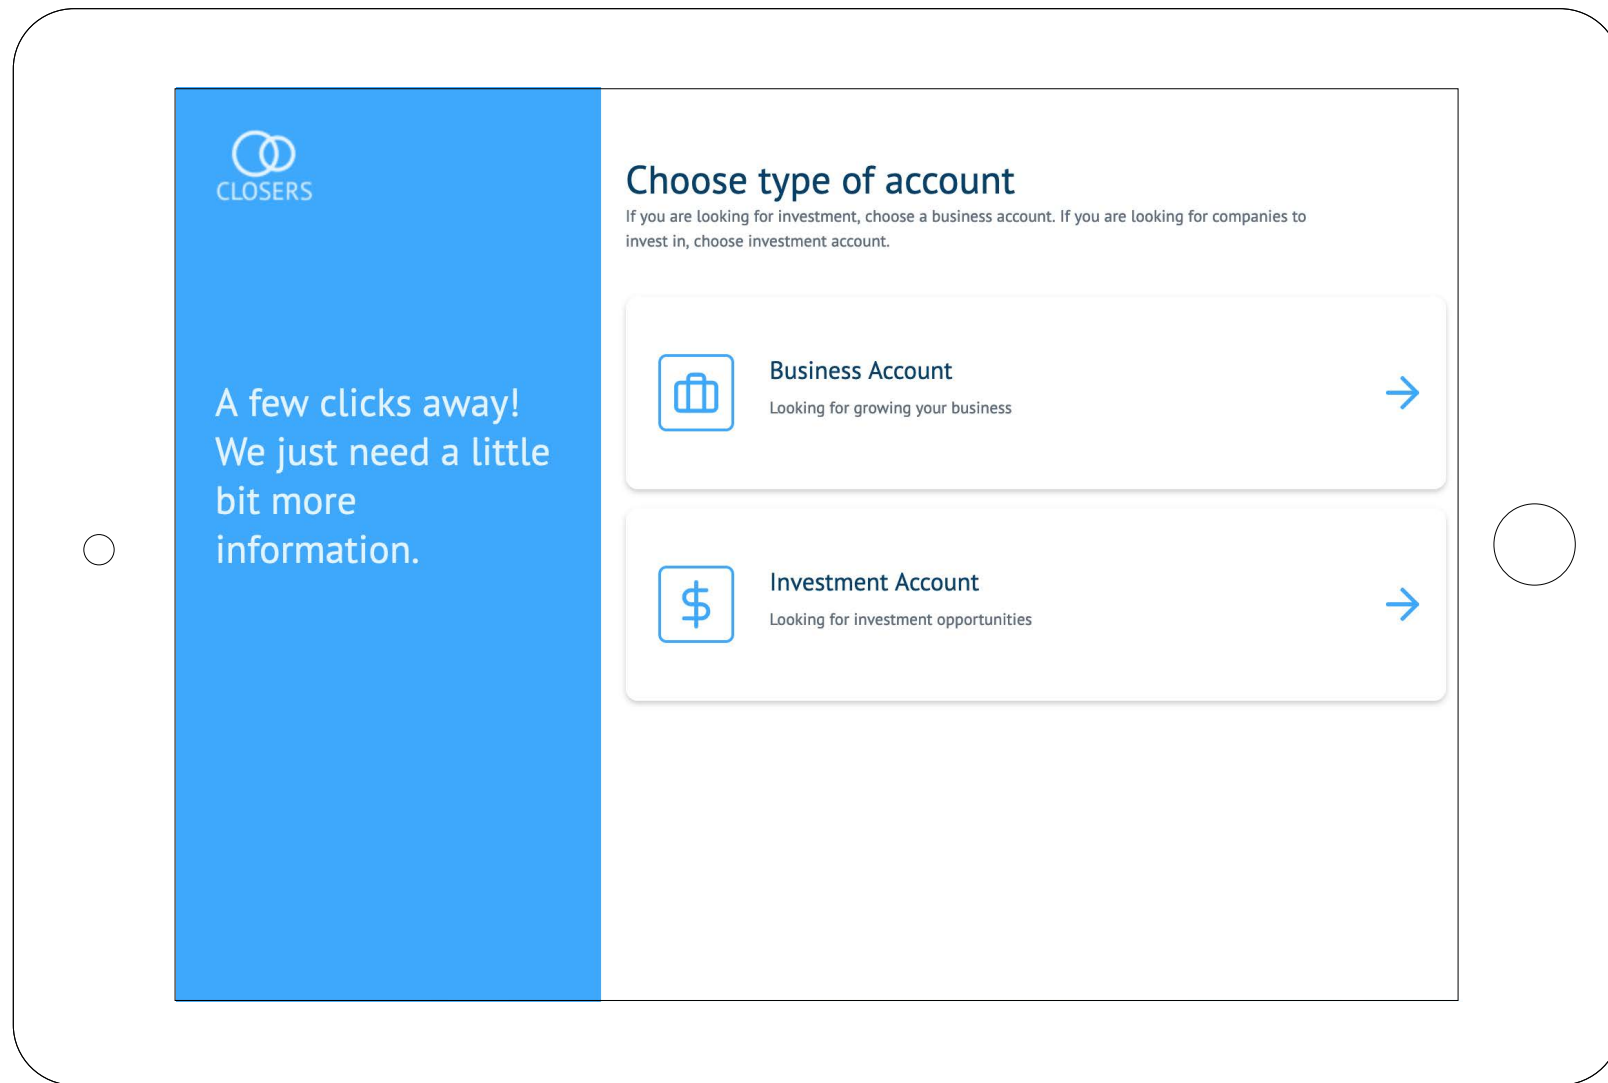 CLOSERS
A few clicks away!
We just need a little
bit more
information.
Choose type of account
If you are looking for investment, choose a business account. If you are looking for companies to
invest in, choose investment account.
Business Account
Looking for growing your business
Investment Account
Looking for investment opportunities